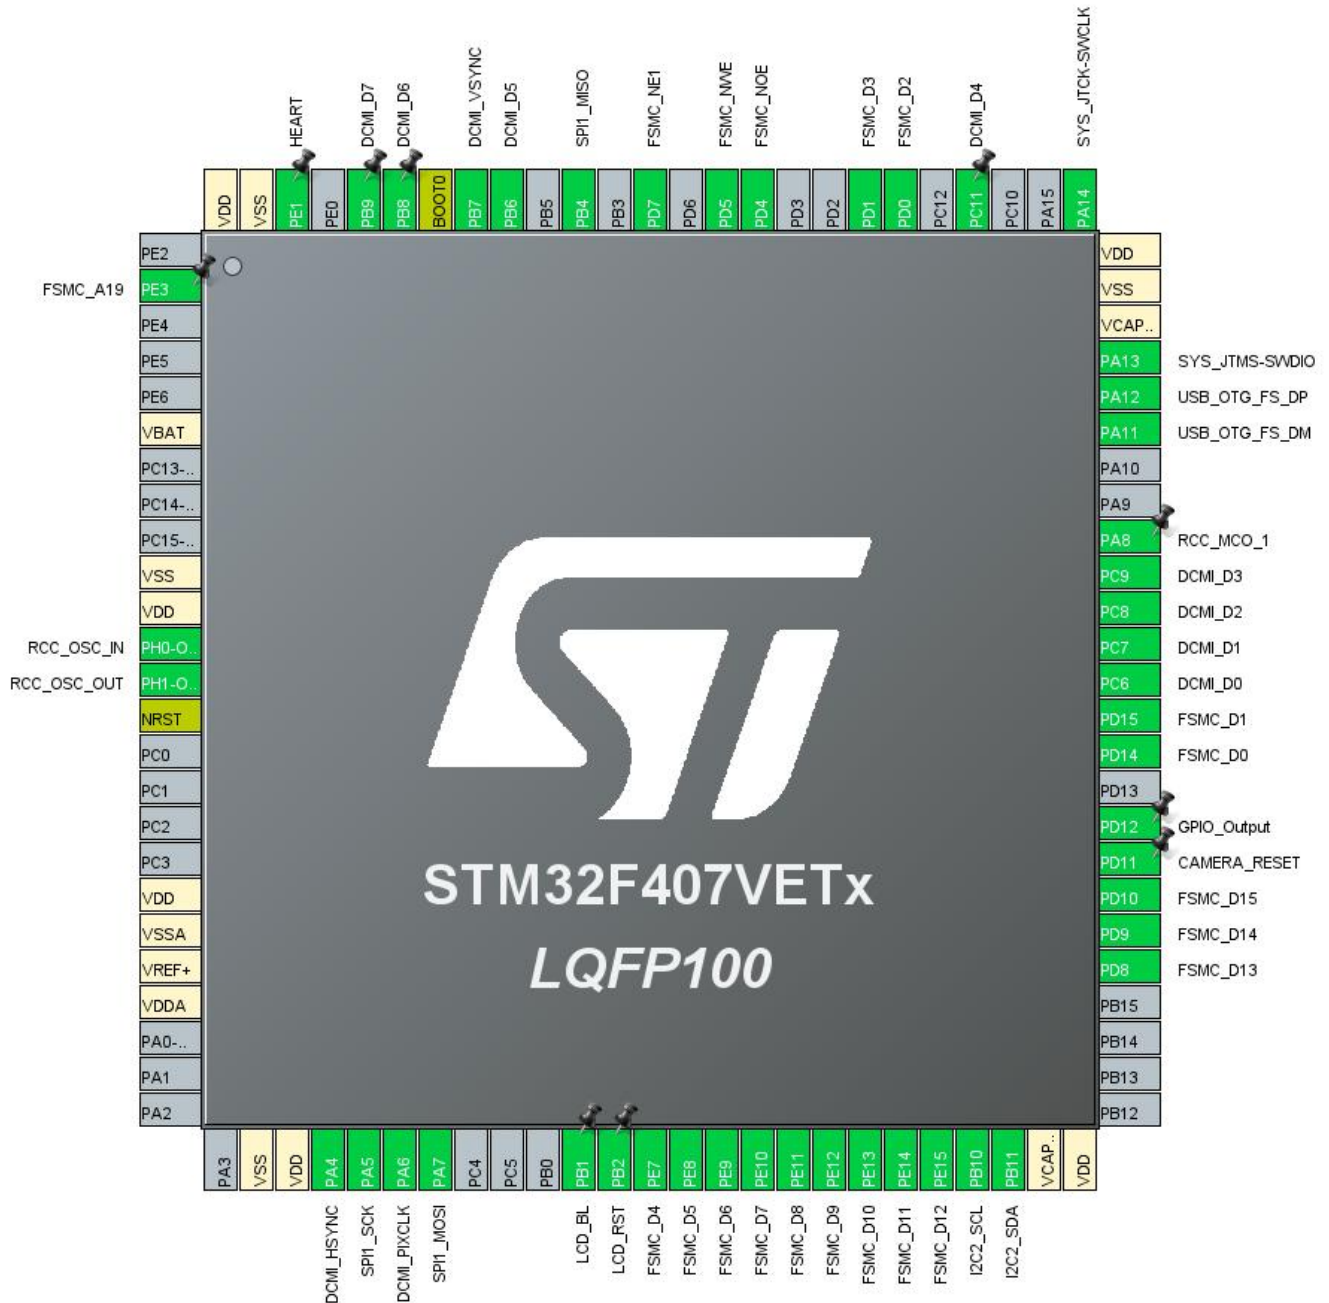 HEART
DCMI_D7
DCMI_D6
DCMI_VSYNC
DCMI_D5
SPI1_MISO
FSMC_NE1
FSMC_NWE
FSMC_NOE
FSMC_D3
FSMC_D2
DCMI_D4
SYS_JTCK-SWCLK
VDD
VSS
PE1
PE0
PB9
PB8
BOOT0
PB7
PB6
PB5
PB4
PB3
PD7
PD6
PD5
PD4
PD3
PD2
PD1
PD0
PC12
PC11
PC10
PA15
PA14
PE2
FSMC_A19 PE3
PE4
PE5
PE6
VBAT
PC13-..
PC14-..
PC15-..
VSS
VDD
RCC_OSC_IN PH0-O..
RCC_OSC_OUT PH1-O..
NRST
PC0
PC1
PC2
PC3
VDD
VSSA
VREF+
VDDA
PA0-..
PA1
PA2
STM32F407VETx
LQFP100
VDD
VSS
VCAP..
PA13 SYS_JTMS-SWDIO
PA12 USB_OTG_FS_DP
PA11 USB_OTG_FS_DM
PA10
PA9
PA8 RCC_MCO_1
PC9 DCMI_D3
PC8 DCMI_D2
PC7 DCMI_D1
PC6 DCMI_D0
PD15 FSMC_D1
PD14 FSMC_D0
PD13
PD12 GPIO_Output
PD11 CAMERA_RESET
PD10 FSMC_D15
PD9 FSMC_D14
PD8 FSMC_D13
PB15
PB14
PB13
PB12
PA3
VSS
VDD
PA4
PA5
PA6
PA7
PC4
PC5
PB0
PB1
PB2
PE7
PE8
PE9
PE10
PE11
PE12
PE13
PE14
PE15
PB10
PB11
VCAP..
VDD
DCMI_HSYNC
SPI1_SCK
DCMI_PIXCLK
SPI1_MOSI
LCD_BL
LCD_RST
FSMC_D4
FSMC_D5
FSMC_D6
FSMC_D7
FSMC_D8
FSMC_D9
FSMC_D10
FSMC_D11
FSMC_D12
I2C2_SCL
I2C2_SDA